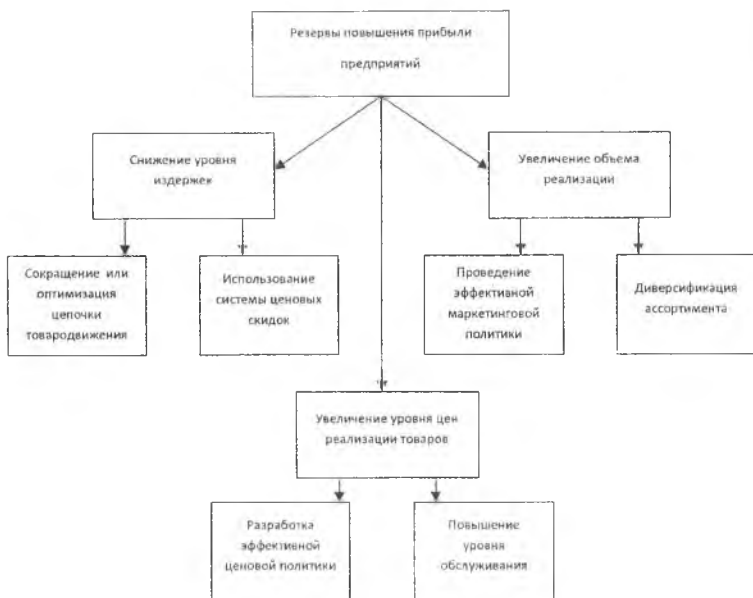 Резервы повышения прибыли
предприятий
Снижение уровня
издержек
Увеличение объема
реализации
Сокращение или
оптимизация
цепочки
товародвижения
Использование
системы ценовых
скидок
Проведение
эффективной
маркетинговой
политики
Диверсификация
ассортимента
Увеличение уровня цен
реализации товаров
Разработка
эффективной
ценовой политики
Повышение
уровня
обслуживания